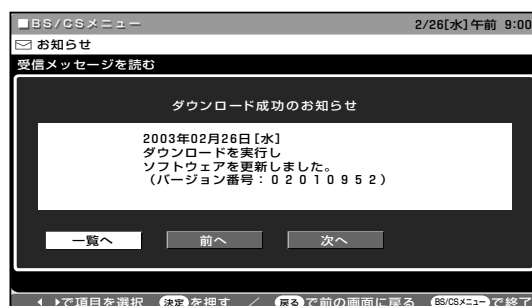 ■BS/CSメニュー 2/26[水]午前 9:00
お知らせ
受信メッセージを読む
ダウンロード成功のお知らせ
2003年02月26日[水]
ダウンロードを実行し
ソフトウェアを更新しました。
(バージョン番号:02010952)
一覧へ 前へ 次へ
で項目を選択 決定を押す / 戻るで前の画面に戻る BS/CSメニューで終了